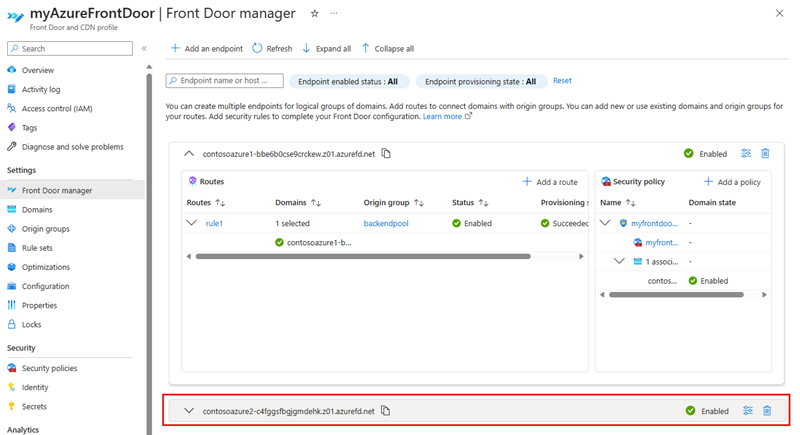 myAzureFrontDoor | Front Door manager
Front Door and CDN profile
Search
Overview
Activity log
Access control (IAM)
Tags
Diagnose and solve problems
Settings
Front Door manager
Domains
Origin groups
Rule sets
Optimizations
Configuration
Properties
Locks
Security
Security policies
Identity
Secrets
Analytics
Add an endpoint Refresh Expand all Collapse all
Endpoint name or host ... Endpoint enabled status : All Endpoint provisioning state : All Reset
You can create multiple endpoints for logical groups of domains. Add routes to connect domains with origin groups. You can add new or use existing domains and origin groups for
your routes. Add security rules to complete your Front Door configuration. Learn more
contosoazure1-bbe6b0cse9crckew.z01.azurefd.net Enabled
Routes + Add a route
Routes Domains Origin group Status Provisioning s
rule1 1 selected backendpool Enabled Succeeded
contosoazure1-b...
Security policy + Add a policy
Name Domain state
myfrontdoo... -
myfront... -
1 associ... -
contos... Enabled
contosoazure2-c4fggsfbgjgmdehk.z01.azurefd.net Enabled